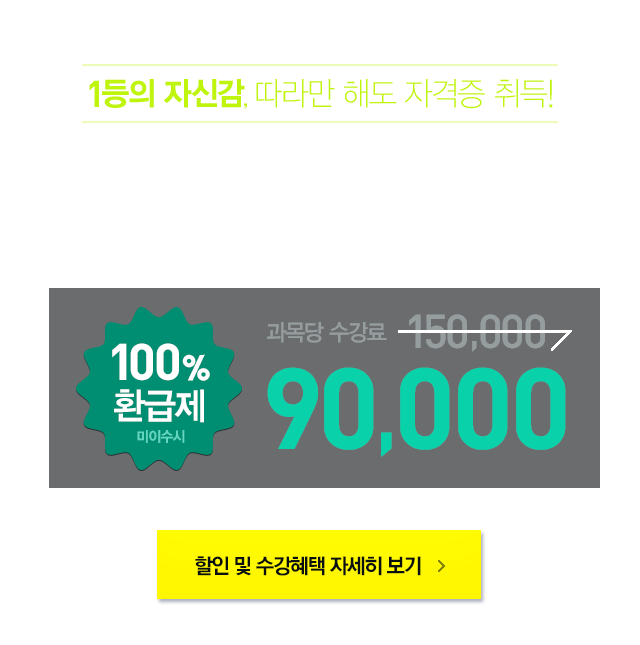 1등의 자신감, 따라만 해도 자격증 취득!
100%
환급제
미이수시
과목당 수강료 150,000
90,000
할인 및 수강혜택 자세히 보기 >